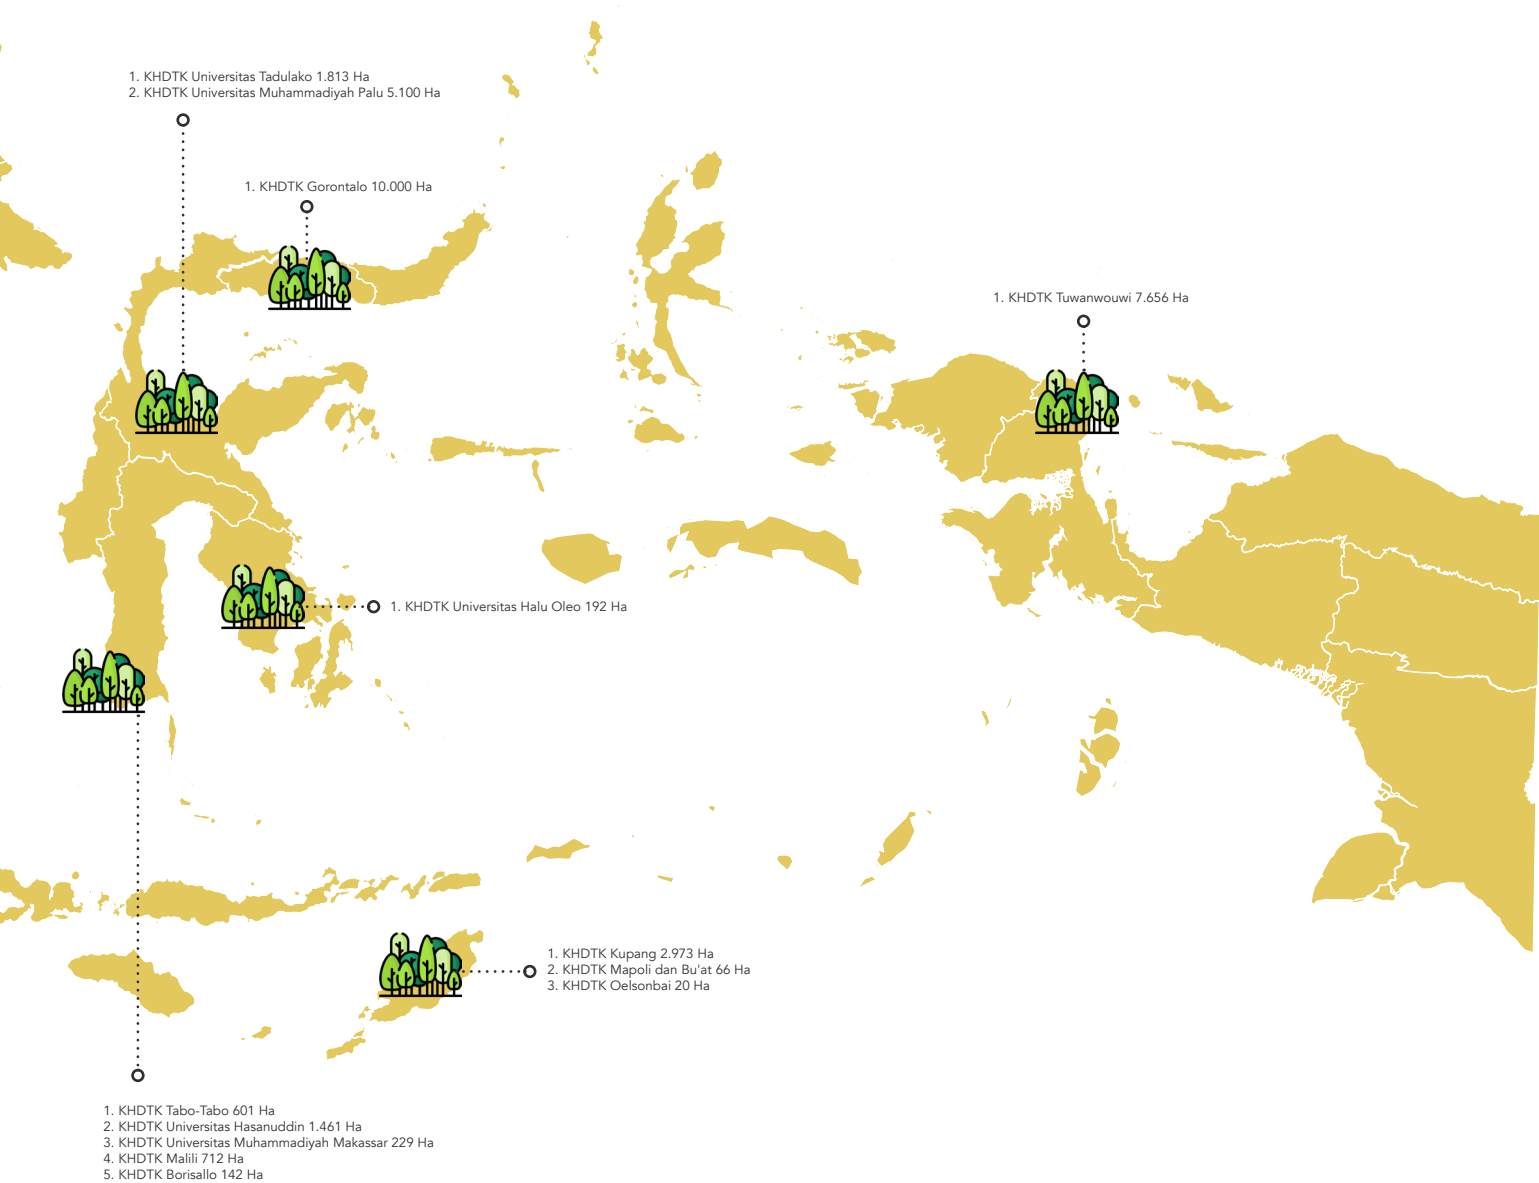 1. KHDTK Universitas Tadulako 1.813 Ha
2. KHDTK Universitas Muhammadiyah Palu 5.100 Ha
1. KHDTK Gorontalo 10.000 Ha
1. KHDTK Tuwanwouwi 7.656 Ha
1. KHDTK Universitas Halu Oleo 192 Ha
1. KHDTK Kupang 2.973 Ha
2. KHDTK Mapoli dan Bu'at 66 Ha
3. KHDTK Oelsonbai 20 Ha
1. KHDTK Tabo-Tabo 601 Ha
2. KHDTK Universitas Hasanuddin 1.461 Ha
3. KHDTK Universitas Muhammadiyah Makassar 229 Ha
4. KHDTK Malili 712 Ha
5. KHDTK Borisallo 142 Ha